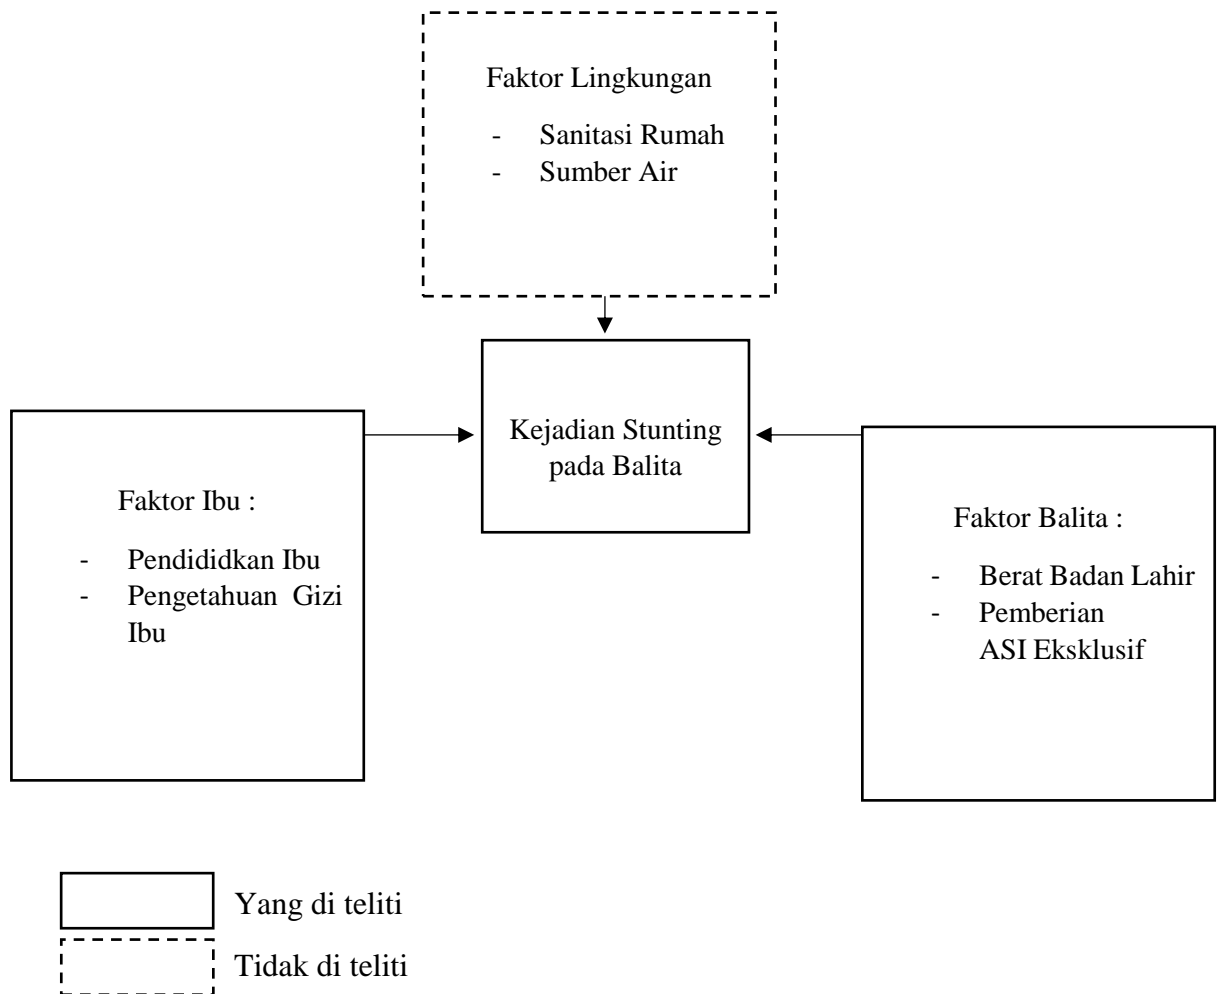 Faktor Lingkungan
- Sanitasi Rumah
- Sumber Air
Kejadian Stunting
pada Balita
Faktor Ibu :
- Pendididkan Ibu
- Pengetahuan Gizi
Ibu
Faktor Balita :
- Berat Badan Lahir
- Pemberian
ASI Eksklusif
Yang di teliti
Tidak di teliti